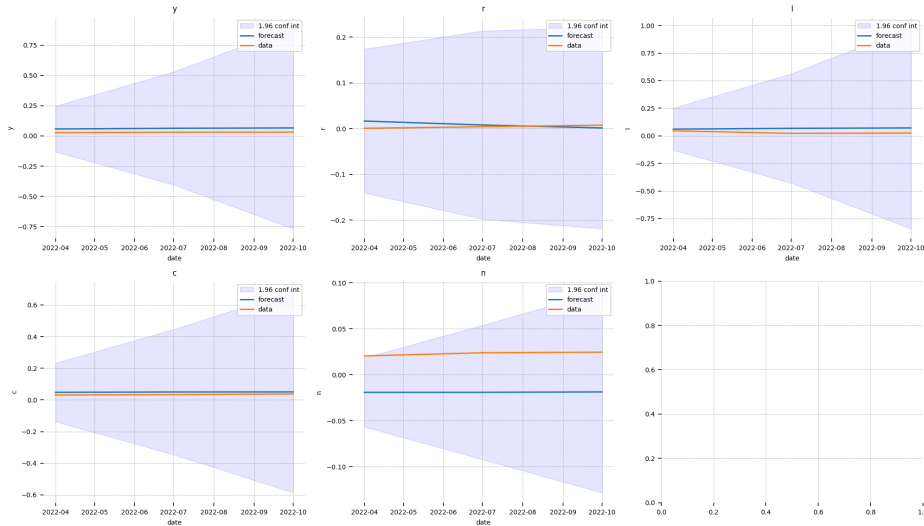 y
0.75
0.50
0.25
0.00
−0.25
−0.50
−0.75
y
1.96 conf int
forecast
data
2022-04 2022-05 2022-06 2022-07 2022-08 2022-09 2022-10
date
r
0.2
0.1
0.0
−0.1
−0.2
r
1.96 conf int
forecast
data
2022-04 2022-05 2022-06 2022-07 2022-08 2022-09 2022-10
date
I
1.00
0.75
0.50
0.25
0.00
−0.25
−0.50
−0.75
I
1.96 conf int
forecast
data
2022-04 2022-05 2022-06 2022-07 2022-08 2022-09 2022-10
date
c
0.6
0.4
0.2
0.0
−0.2
−0.4
−0.6
c
1.96 conf int
forecast
data
2022-04 2022-05 2022-06 2022-07 2022-08 2022-09 2022-10
date
n
0.10
0.05
0.00
−0.05
−0.10
n
1.96 conf int
forecast
data
2022-04 2022-05 2022-06 2022-07 2022-08 2022-09 2022-10
date
1.0
0.8
0.6
0.4
0.2
0.0
0.0 0.2 0.4 0.6 0.8 1.0